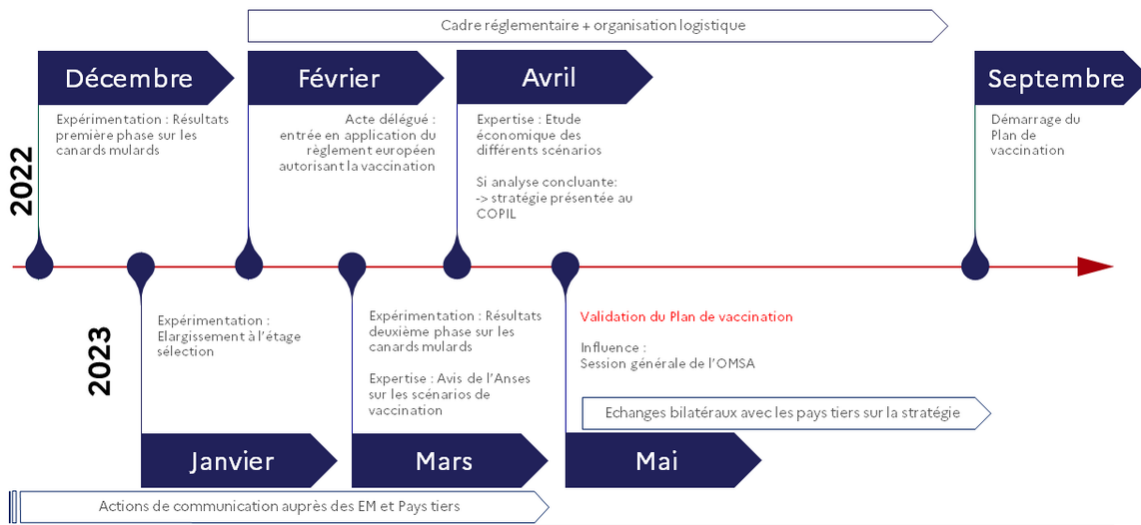 Cadre réglementaire + organisation logistique
Décembre
Février
Avril
Septembre
Expérimentation : Résultats
première phase sur les
canards mulards
Acte délégué :
entrée en application du
règlement européen
autorisant la vaccination
Expertise : Etude
économique des
différents scénarios
Si analyse concluante:
-> stratégie présentée au
COPIL
Démarrage du
Plan de
vaccination
2022
2023
Expérimentation :
Elargissement à l'étage
sélection
Expérimentation : Résultats
deuxième phase sur les
canards mulards
Expertise : Avis de l'Anses
sur les scénarios de
vaccination
Validation du Plan de vaccination
Influence :
Session générale de l'OMSA
Echanges bilatéraux avec les pays tiers sur la stratégie
Janvier
Mars
Mai
Actions de communication auprès des EM et Pays tiers